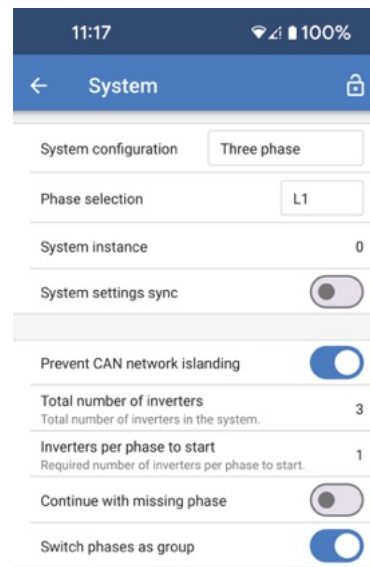 11:17 100%
System
System configuration Three phase
Phase selection L1
System instance 0
System settings sync
Prevent CAN network islanding
Total number of inverters
Total number of inverters in the system. 3
Inverters per phase to start
Required number of inverters per phase to start. 1
Continue with missing phase
Switch phases as group